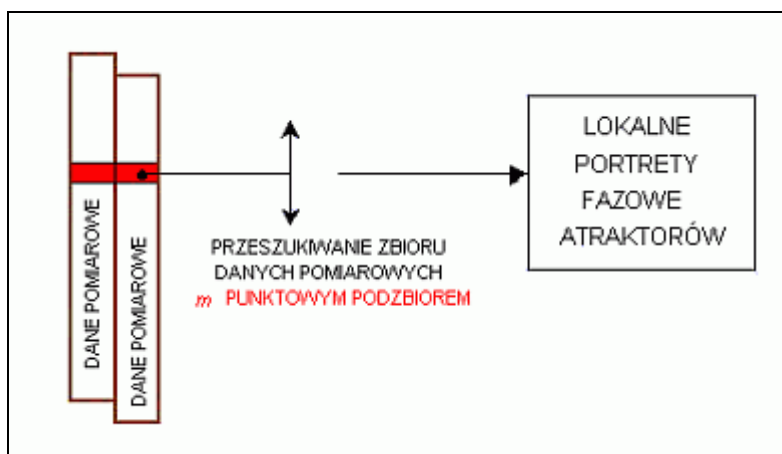 DANE POMIAROWE
DANE POMIAROWE
PRZESZUKIWANIE ZBIORU
DANYCH POMIAROWYCH
m PUNKTOWYM PODZBIOREM
LOKALNE
PORTRETY
FAZOWE
ATRAKTORÓW